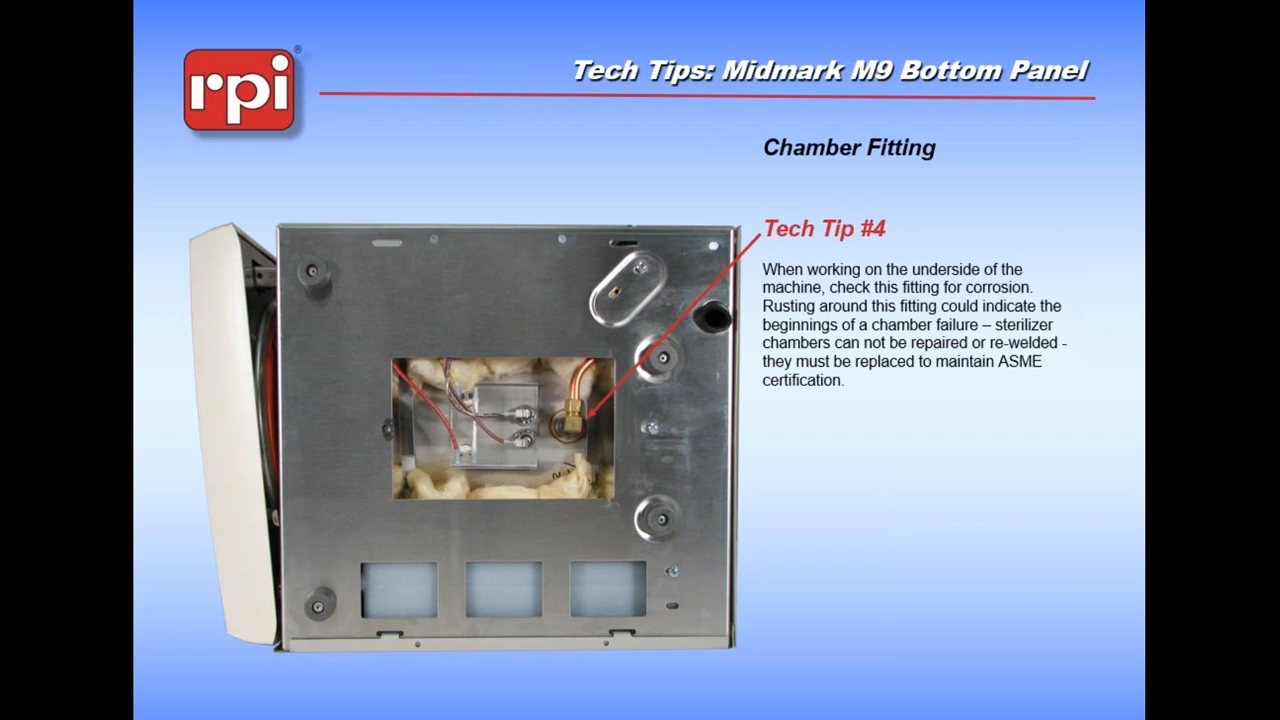 rpi®
Tech Tips: Midmark M9 Bottom Panel
Chamber Fitting
Tech Tip #4
When working on the underside of the
machine, check this fitting for corrosion.
Rusting around this fitting could indicate the
beginnings of a chamber failure – sterilizer
chambers can not be repaired or re-welded -
they must be replaced to maintain ASME
certification.